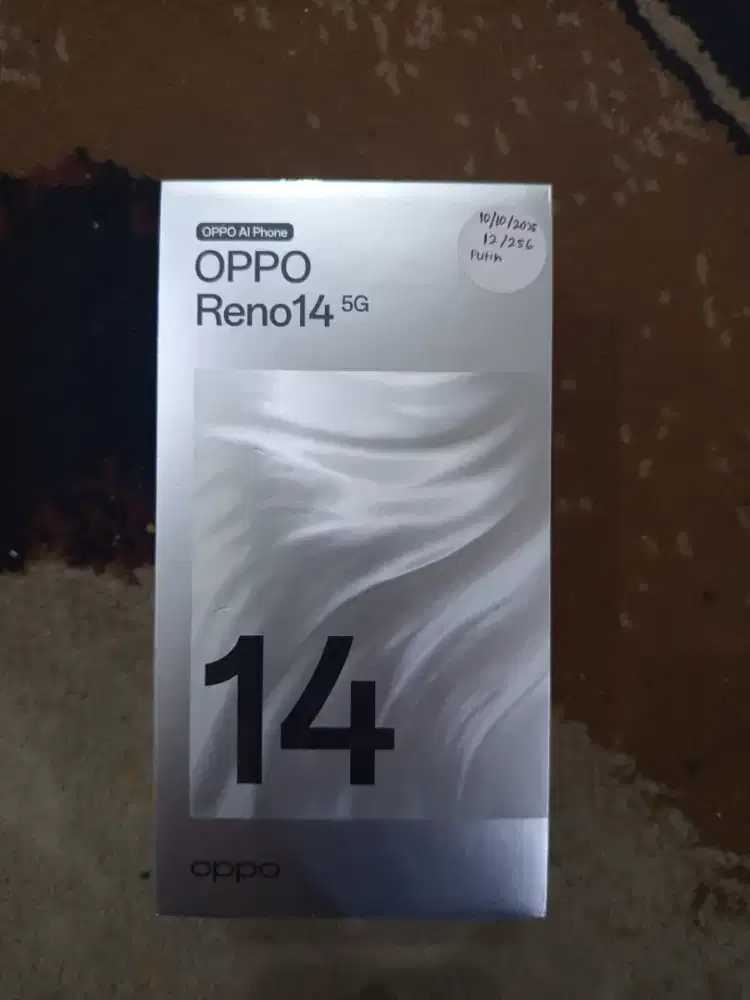 OPPO AI Phone
OPPO
Reno14 5G
10/10/2025
12/256
Putih
14
oppo